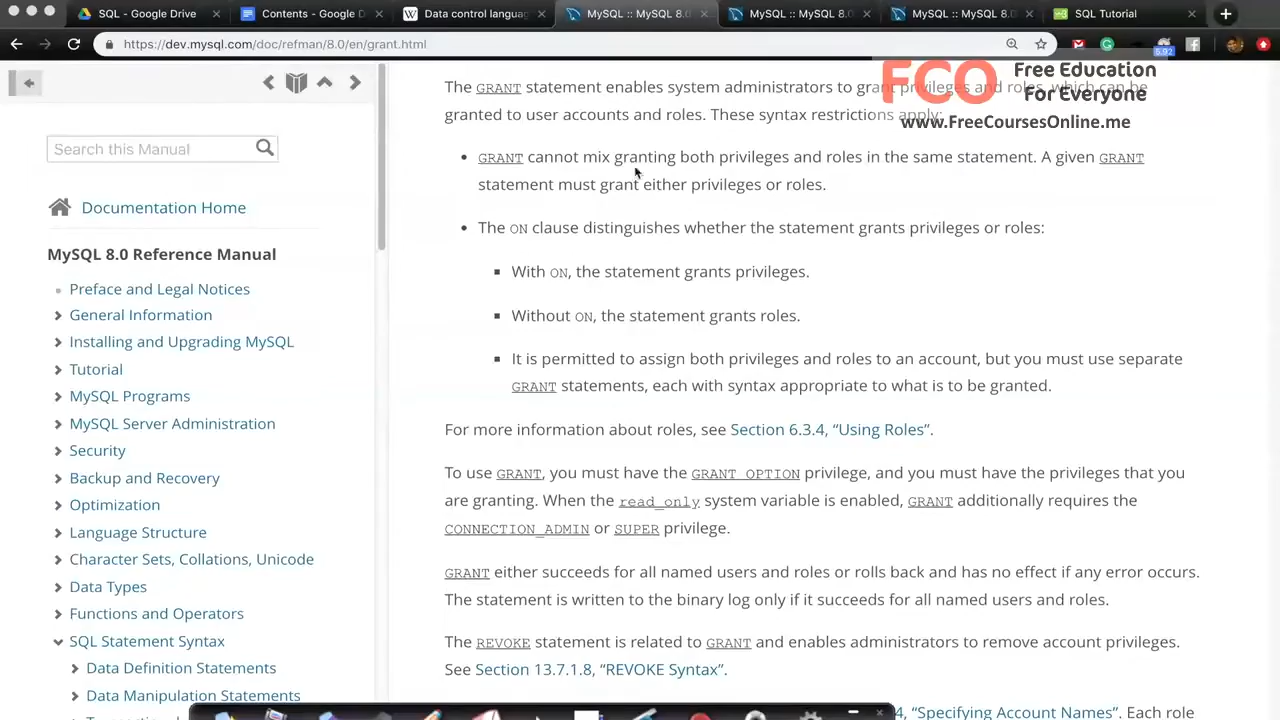 SQL - Google Drive
Contents - Google D
Data control langua
MySQL :: MySQL 8.0
MySQL :: MySQL 8.0
MySQL :: MySQL 8.0
SQL Tutorial
https://dev.mysql.com/doc/refman/8.0/en/grant.html
5.92
FCO Free Education
For Everyone
www.FreeCoursesOnline.me
Search this Manual
Documentation Home
MySQL 8.0 Reference Manual
Preface and Legal Notices
General Information
Installing and Upgrading MySQL
Tutorial
MySQL Programs
MySQL Server Administration
Security
Backup and Recovery
Optimization
Language Structure
Character Sets, Collations, Unicode
Data Types
Functions and Operators
SQL Statement Syntax
Data Definition Statements
Data Manipulation Statements
The GRANT statement enables system administrators to grant privileges and roles, which can be
granted to user accounts and roles. These syntax restrictions apply:
GRANT cannot mix granting both privileges and roles in the same statement. A given GRANT
statement must grant either privileges or roles.
The ON clause distinguishes whether the statement grants privileges or roles:
With ON, the statement grants privileges.
Without ON, the statement grants roles.
It is permitted to assign both privileges and roles to an account, but you must use separate
GRANT statements, each with syntax appropriate to what is to be granted.
For more information about roles, see Section 6.3.4, “Using Roles”.
To use GRANT, you must have the GRANT OPTION privilege, and you must have the privileges that you
are granting. When the read_only system variable is enabled, GRANT additionally requires the
CONNECTION_ADMIN or SUPER privilege.
GRANT either succeeds for all named users and roles or rolls back and has no effect if any error occurs.
The statement is written to the binary log only if it succeeds for all named users and roles.
The REVOKE statement is related to GRANT and enables administrators to remove account privileges.
See Section 13.7.1.8, “REVOKE Syntax”.
4, “Specifying Account Names”. Each role